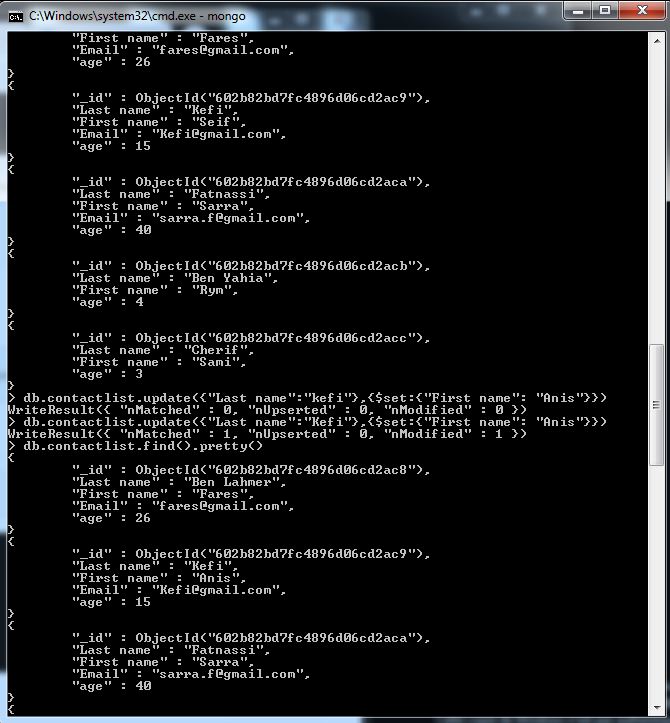 C:\Windows\system32\cmd.exe - mongo
"First name" : "Fares",
"Email" : "fares@gmail.com",
"age" : 26
}
{
"_id" : ObjectId("602b82bd7fc4896d06cd2ac9"),
"Last name" : "Kefi",
"First name" : "Seif",
"Email" : "Kefi@gmail.com",
"age" : 15
}
{
"_id" : ObjectId("602b82bd7fc4896d06cd2aca"),
"Last name" : "Fatnassi",
"First name" : "Sarra",
"Email" : "sarra.f@gmail.com",
"age" : 40
}
{
"_id" : ObjectId("602b82bd7fc4896d06cd2acb"),
"Last name" : "Ben Yahia",
"First name" : "Rym",
"age" : 4
}
{
"_id" : ObjectId("602b82bd7fc4896d06cd2acc"),
"Last name" : "Cherif",
"First name" : "Sami",
"age" : 3
}
> db.contactlist.update({"Last name":"kefi"},{$set:{"First name": "Anis"}})
WriteResult({ "nMatched" : 0, "nUpserted" : 0, "nModified" : 0 })
> db.contactlist.update({"Last name":"Kefi"},{$set:{"First name": "Anis"}})
WriteResult({ "nMatched" : 1, "nUpserted" : 0, "nModified" : 1 })
> db.contactlist.find().pretty()
{
"_id" : ObjectId("602b82bd7fc4896d06cd2ac8"),
"Last name" : "Ben Lahmer",
"First name" : "Fares",
"Email" : "fares@gmail.com",
"age" : 26
}
{
"_id" : ObjectId("602b82bd7fc4896d06cd2ac9"),
"Last name" : "Kefi",
"First name" : "Anis",
"Email" : "Kefi@gmail.com",
"age" : 15
}
{
"_id" : ObjectId("602b82bd7fc4896d06cd2aca"),
"Last name" : "Fatnassi",
"First name" : "Sarra",
"Email" : "sarra.f@gmail.com",
"age" : 40
}
{